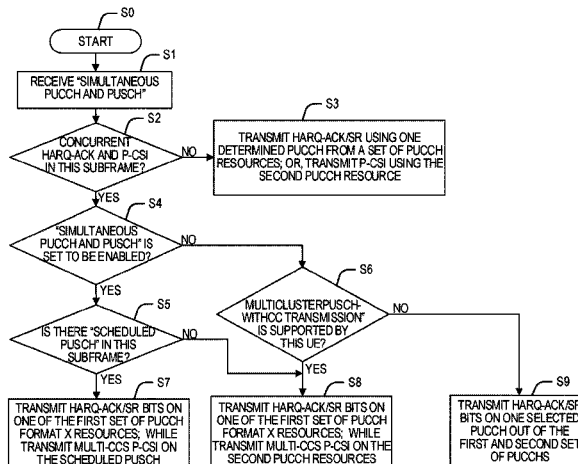 S0
START
S1
RECEIVE "SIMULTANEOUS
PUCCH AND PUSCH"
S2
CONCURRENT
HARQ-ACK AND P-CSI
IN THIS SUBFRAME?
NO
YES
S3
TRANSMIT HARQ-ACK/SR USING ONE
DETERMINED PUCCH FROM A SET OF PUCCH
RESOURCES; OR, TRANSMIT P-CSI USING THE
SECOND PUCCH RESOURCE
S4
"SIMULTANEOUS
PUCCH AND PUSCH" IS
SET TO BE ENABLED?
NO
YES
S5
IS THERE "SCHEDULED
PUSCH" IN THIS
SUBFRAME?
NO
YES
S6
MULTICLUSTERPUSCH-
WITHCC TRANSMISSION"
IS SUPPORTED BY
THIS UE?
NO
YES
S7
TRANSMIT HARQ-ACK/SR BITS ON
ONE OF THE FIRST SET OF PUCCH
FORMAT X RESOURCES; WHILE
TRANSMIT MULTI-CCS P-CSI ON
THE SCHEDULED PUSCH
S8
TRANSMIT HARQ-ACK/SR BITS ON
ONE OF THE FIRST SET OF PUCCH
FORMAT X RESOURCES; WHILE
TRANSMIT MULTI-CCS P-CSI ON
THE SECOND PUCCH RESOURCES
S9
TRANSMIT HARQ-ACK/SR
BITS ON ONE SELECTED
PUCCH OUT OF THE
FIRST AND SECOND SET
OF PUCCHS